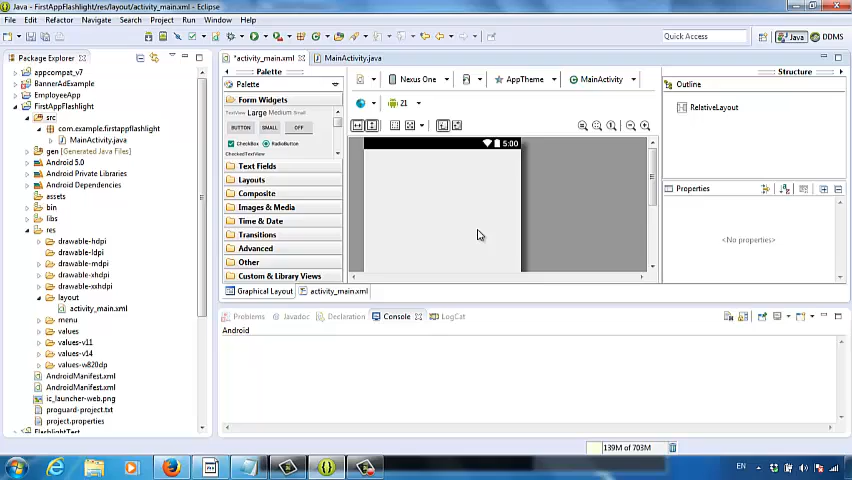 Java - FirstAppFlashlight/res/layout/activity_main.xml - Eclipse
File Edit Refactor Navigate Search Project Run Window Help
Quick Access
Java DDMS
Package Explorer
appcompat_v7
BannerAdExample
EmployeeApp
FirstAppFlashlight
src
com.example.firstappflashlight
MainActivity.java
gen [Generated Java Files]
Android 5.0
Android Private Libraries
Android Dependencies
assets
bin
libs
res
drawable-hdpi
drawable-ldpi
drawable-mdpi
drawable-xhdpi
drawable-xxhdpi
layout
activity_main.xml
menu
values
values-v11
values-v14
values-w820dp
AndroidManifest.xml
AndroidManifest.xml
ic_launcher-web.png
proguard-project.txt
project.properties
FlashlightTest
*activity_main.xml MainActivity.java
Palette
Palette
Form Widgets
TextView Large Medium Small
BUTTON SMALL OFF
CheckBox RadioButton
CheckedTextView
Text Fields
Layouts
Composite
Images & Media
Time & Date
Transitions
Advanced
Other
Custom & Library Views
Graphical Layout activity_main.xml
Nexus One AppTheme MainActivity
21
5:00
Structure
Outline
RelativeLayout
Properties
<No properties>
Problems Javadoc Declaration Console LogCat
Android
139M of 703M
EN 5:00 PM